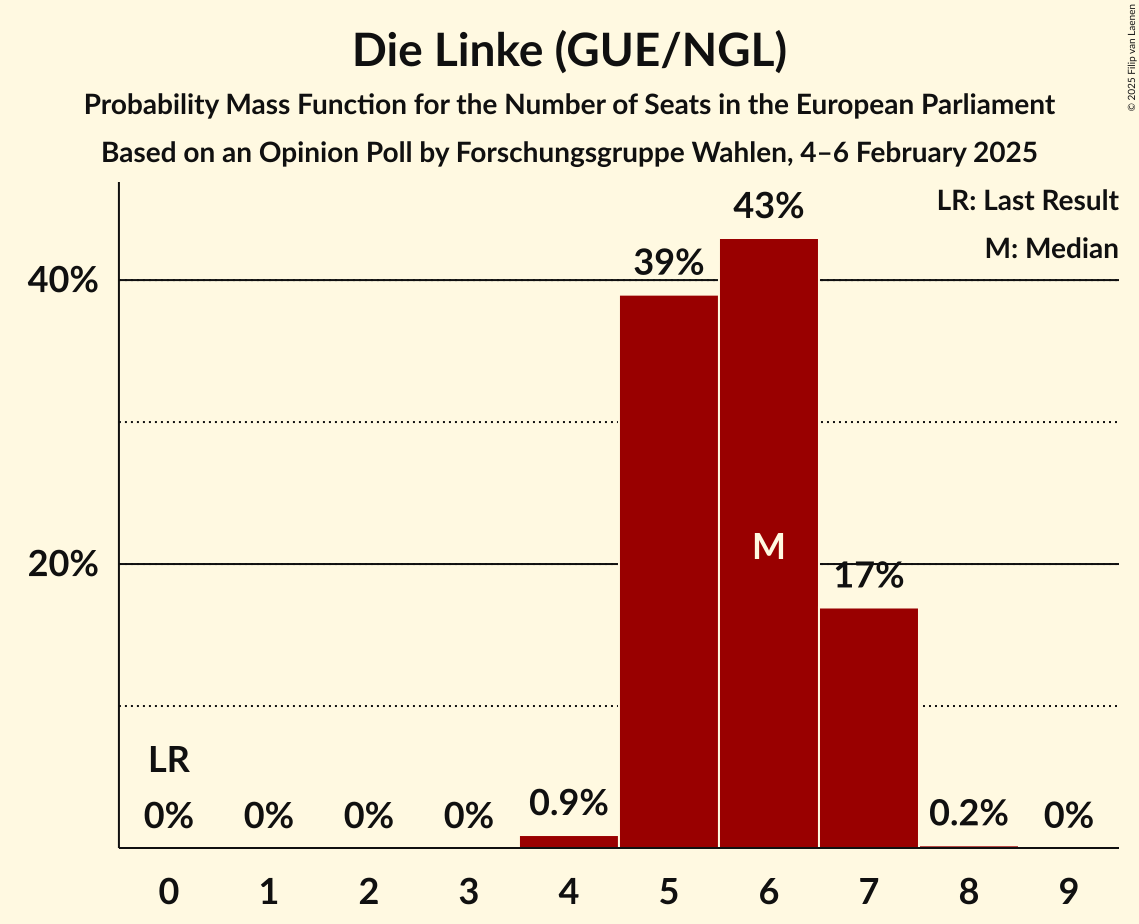 Die Linke (GUE/NGL)
Probability Mass Function for the Number of Seats in the European Parliament
Based on an Opinion Poll by Forschungsgruppe Wahlen, 4–6 February 2025
© 2025 Filip van Laenen
LR: Last Result
M: Median
40%
20%
LR
0%
0%
0%
0%
0.9%
39%
43%
M
17%
0.2%
0%
0 1 2 3 4 5 6 7 8 9